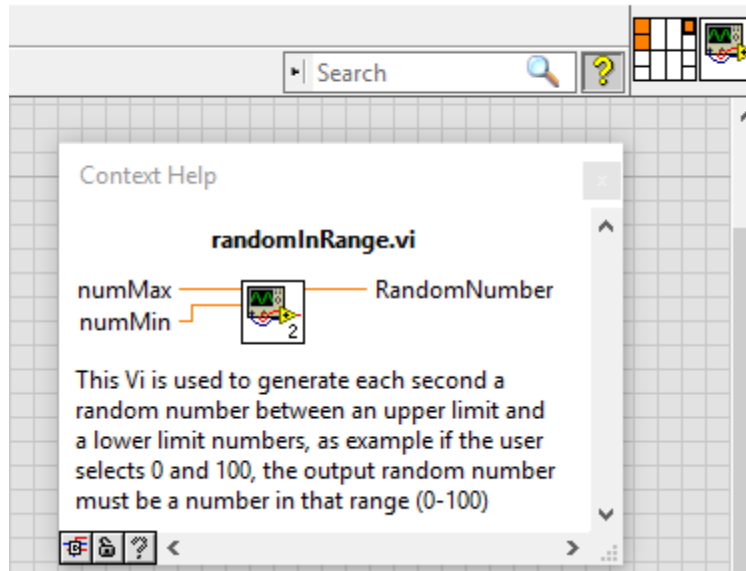 Search
Context Help
x
randomInRange.vi
numMax
RandomNumber
numMin
2
This Vi is used to generate each second a
random number between an upper limit and
a lower limit numbers, as example if the user
selects 0 and 100, the output random number
must be a number in that range (0-100)